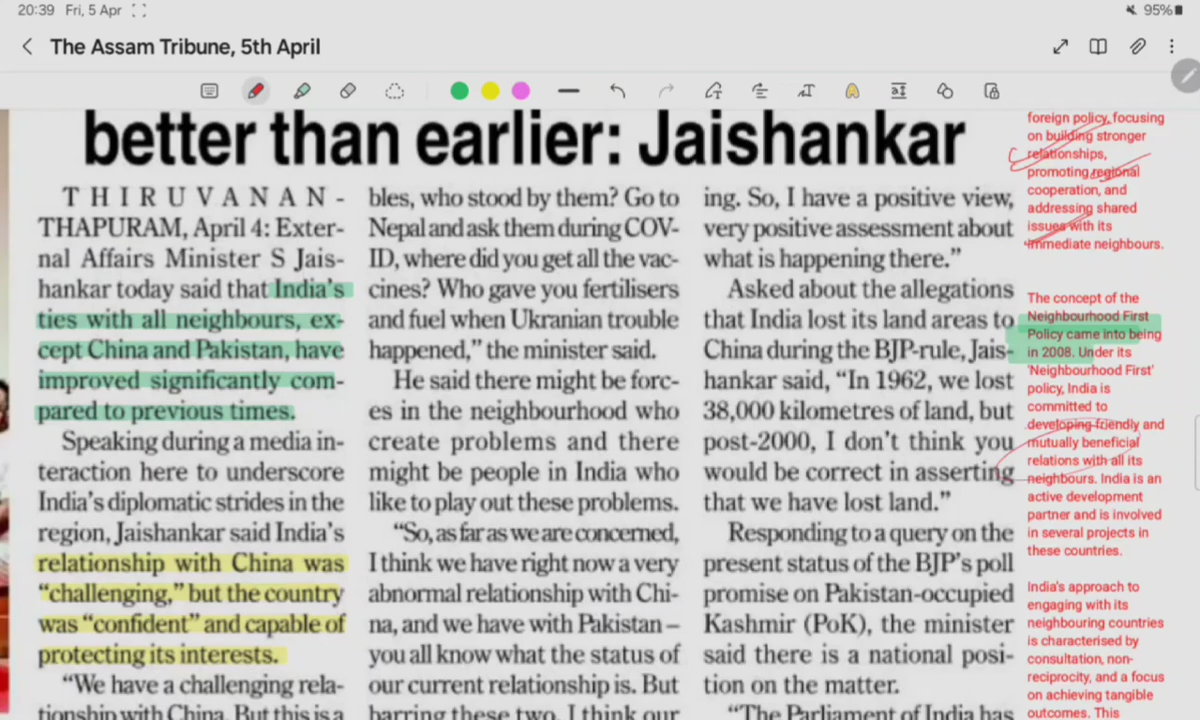 20:39 Fri, 5 Apr
95%
The Assam Tribune, 5th April
better than earlier: Jaishankar
THIRUVANAN-
THAPURAM, April 4: Exter-
nal Affairs Minister S Jais-
hankar today said that India's
ties with all neighbours, ex-
cept China and Pakistan, have
improved significantly com-
pared to previous times.
Speaking during a media in-
teraction here to underscore
India's diplomatic strides in the
region, Jaishankar said India's
relationship with China was
“challenging,” but the country
was “confident” and capable of
protecting its interests.
“We have a challenging rela-
tionship with China. But this is a
bles, who stood by them? Go to
Nepal and ask them during COV-
ID, where did you get all the vac-
cines? Who gave you fertilisers
and fuel when Ukranian trouble
happened,” the minister said.
He said there might be forc-
es in the neighbourhood who
create problems and there
might be people in India who
like to play out these problems.
“So, as far as we are concerned,
I think we have right now a very
abnormal relationship with Chi-
na, and we have with Pakistan –
you all know what the status of
our current relationship is. But
barring these two, I think our
ing. So, I have a positive view,
very positive assessment about
what is happening there.”
Asked about the allegations
that India lost its land areas to
China during the BJP-rule, Jais-
hankar said, “In 1962, we lost
38,000 kilometres of land, but
post-2000, I don't think you
would be correct in asserting
that we have lost land.”
Responding to a query on the
present status of the BJP's poll
promise on Pakistan-occupied
Kashmir (PoK), the minister
said there is a national posi-
tion on the matter.
“The Parliament of India has
foreign policy, focusing
on building stronger
relationships,
promoting regional
cooperation, and
addressing shared
issues with its
immediate neighbours.
The concept of the
Neighbourhood First
Policy came into being
in 2008. Under its
'Neighbourhood First'
policy, India is
committed to
developing friendly and
mutually beneficial
relations with all its
neighbours. India is an
active development
partner and is involved
in several projects in
these countries.
India's approach to
engaging with its
neighbouring countries
is characterised by
consultation, non-
reciprocity, and a focus
on achieving tangible
outcomes. This